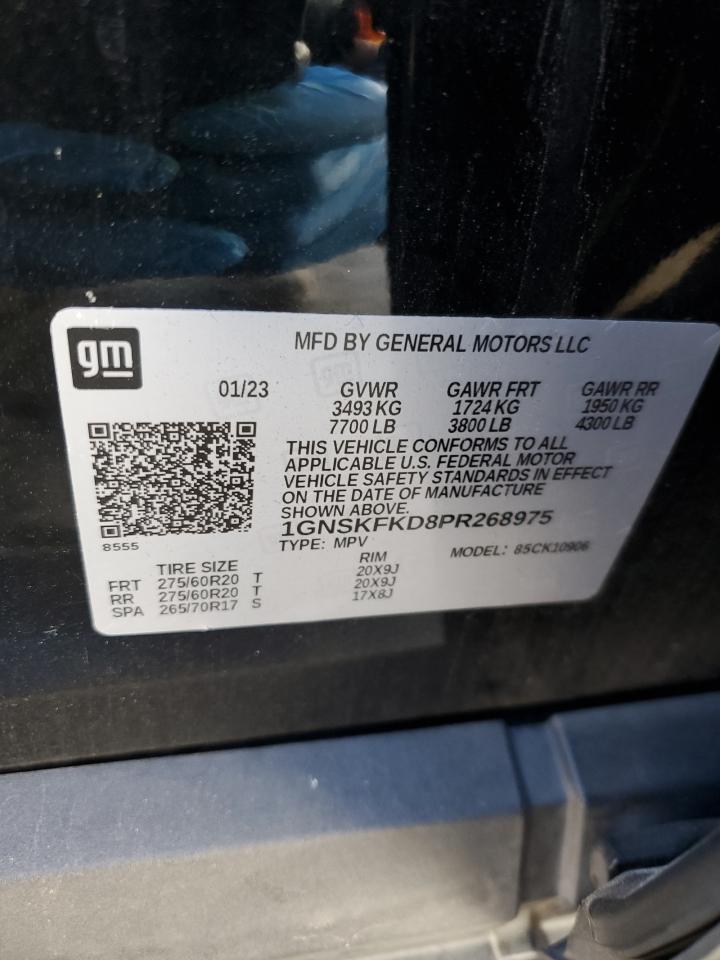 gm
MFD BY GENERAL MOTORS LLC
01/23 GVWR GAWR FRT GAWR RR
3493 KG 1724 KG 1950 KG
7700 LB 3800 LB 4300 LB
THIS VEHICLE CONFORMS TO ALL
APPLICABLE U.S. FEDERAL MOTOR
VEHICLE SAFETY STANDARDS IN EFFECT
ON THE DATE OF MANUFACTURE
SHOWN ABOVE.
1GNSKFKD8PR268975
8555
TYPE: MPV MODEL: 85CK10906
TIRE SIZE RIM
FRT 275/60R20 T 20X9J
RR 275/60R20 T 20X9J
SPA 265/70R17 S 17X8J